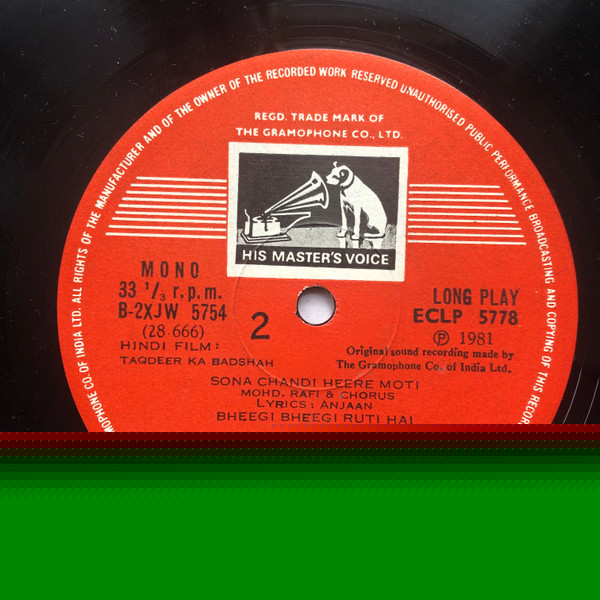 MOPHONE CO. OF INDIA LTD. ALL RIGHTS OF THE MANUFACTURER AND OF THE OWNER OF THE RECORDED WORK RESERVED UNAUTHORISED PUBLIC PERFORMANCE BROADCASTING AND COPYING OF THIS RECOR
REGD. TRADE MARK OF
THE GRAMOPHONE CO., LTD.
HIS MASTER'S VOICE
MONO
33 1/3 r.p.m.
B-2XJW 5754
(28-666)
2
LONG PLAY
ECLP 5778
Ⓟ 1981
Original sound recording made by
The Gramophone Co. of India Ltd.
HINDI FILM:
TAQDEER KA BADSHAH
SONA CHANDI HEERE MOTI
MOHD. RAFI & CHORUS
LYRICS: ANJAAN
BHEEGI BHEEGI RUTI HAI